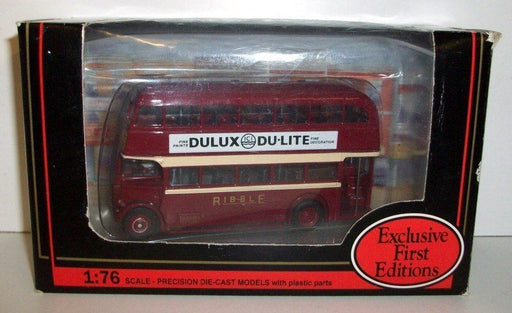 FINE PAINTS DULUX ICI DU-LITE FINE DECORATION
RIBBLE
Exclusive
First
Editions
1:76 SCALE - PRECISION DIE-CAST MODELS with plastic parts